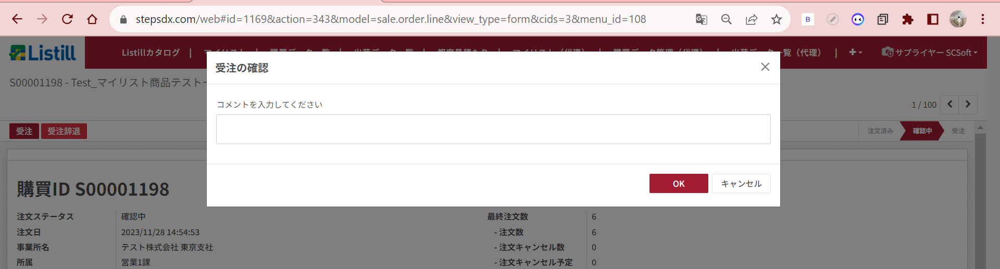 stepsdx.com/web#id=1169&action=343&model=sale.order.line&view_type=form&cids=3&menu_id=108
B
Listill
Listillカタログ |
一覧（代理） |
サプライヤー SCSoft
S00001198 - Test_マイリスト商品テスト
受注の確認
コメントを入力してください
1 / 100
受注
受注辞退
注文済み
確認中
受注
OK
キャンセル
購買ID S00001198
注文ステータス 確認中
最終注文数 6
注文日 2023/11/28 14:54:53
- 注文数 6
事業所名 テスト株式会社 東京支社
- 注文キャンセル数 0
所属 営業1課
- 注文キャンセル予定 0